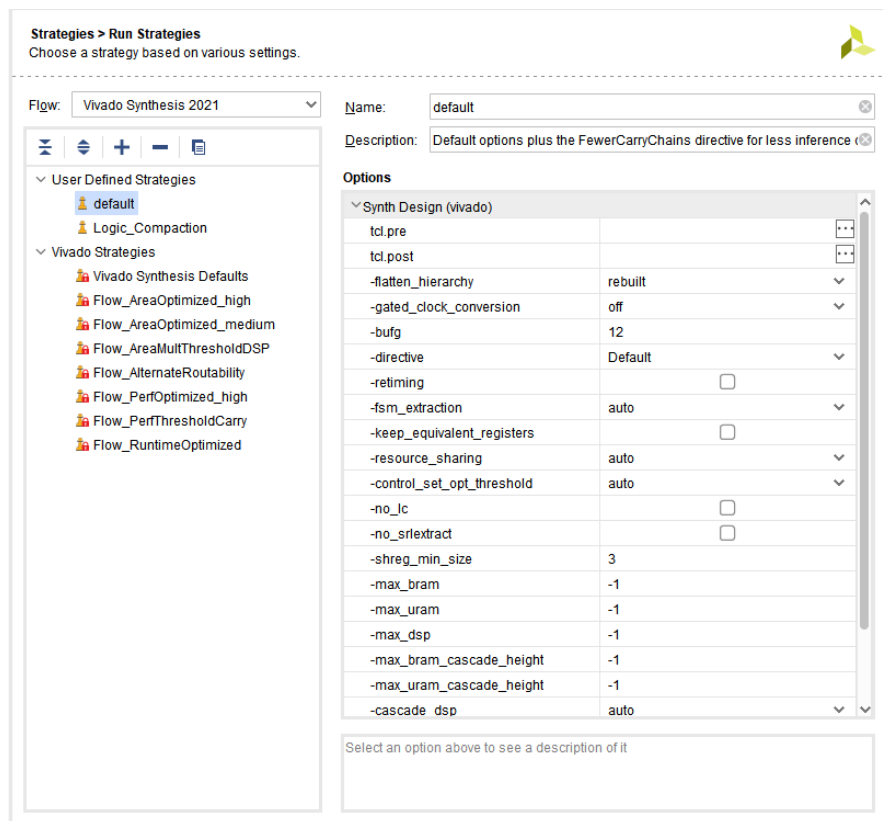 Strategies > Run Strategies
Choose a strategy based on various settings.
Flow: Vivado Synthesis 2021
User Defined Strategies
default
Logic_Compaction
Vivado Strategies
Vivado Synthesis Defaults
Flow_AreaOptimized_high
Flow_AreaOptimized_medium
Flow_AreaMultThresholdDSP
Flow_AlternateRoutability
Flow_PerfOptimized_high
Flow_PerfThresholdCarry
Flow_RuntimeOptimized
Name: default
Description: Default options plus the FewerCarryChains directive for less inference
Options
Synth Design (vivado)
tcl.pre
tcl.post
-flatten_hierarchy rebuilt
-gated_clock_conversion off
-bufg 12
-directive Default
-retiming
-fsm_extraction auto
-keep_equivalent_registers
-resource_sharing auto
-control_set_opt_threshold auto
-no_lc
-no_srlextract
-shreg_min_size 3
-max_bram -1
-max_uram -1
-max_dsp -1
-max_bram_cascade_height -1
-max_uram_cascade_height -1
-cascade_dsp auto
Select an option above to see a description of it